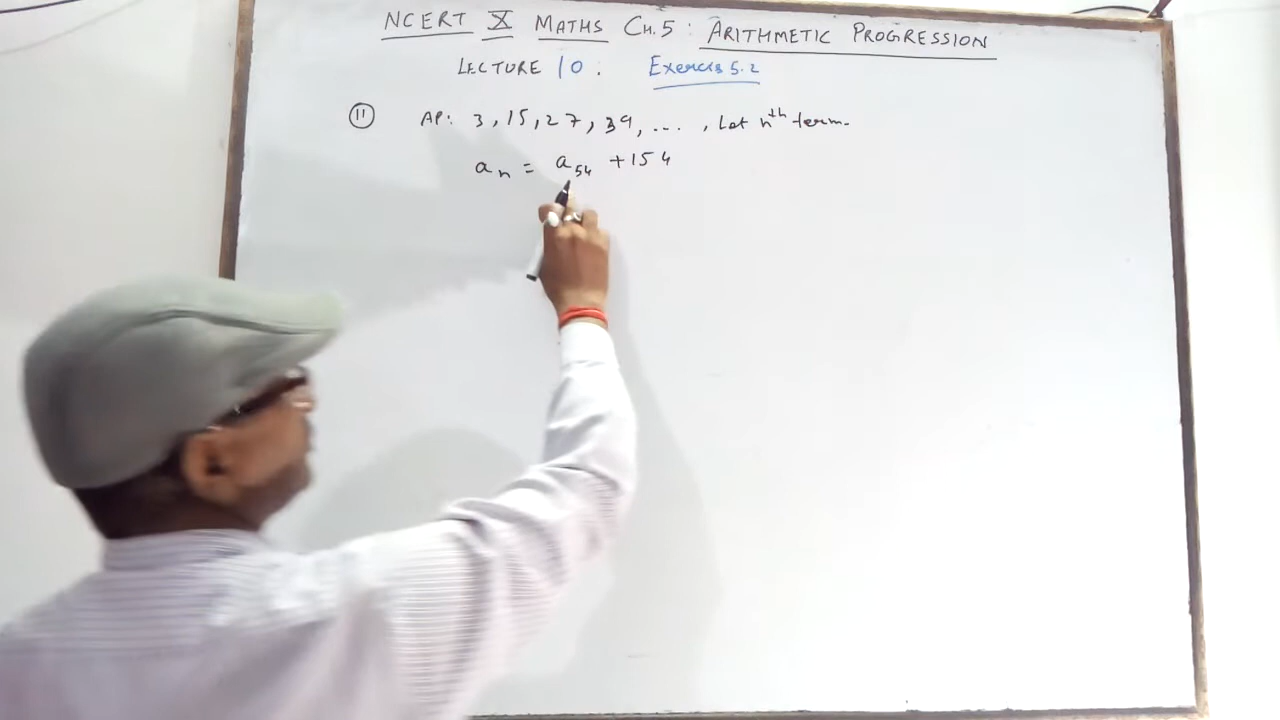 NCERT X MATHS Ch.5 : ARITHMETIC PROGRESSION
LECTURE 10 : Exercis 5.2
11 AP: 3, 15, 27, 39, ... , Let nth term.
an = a54 + 154